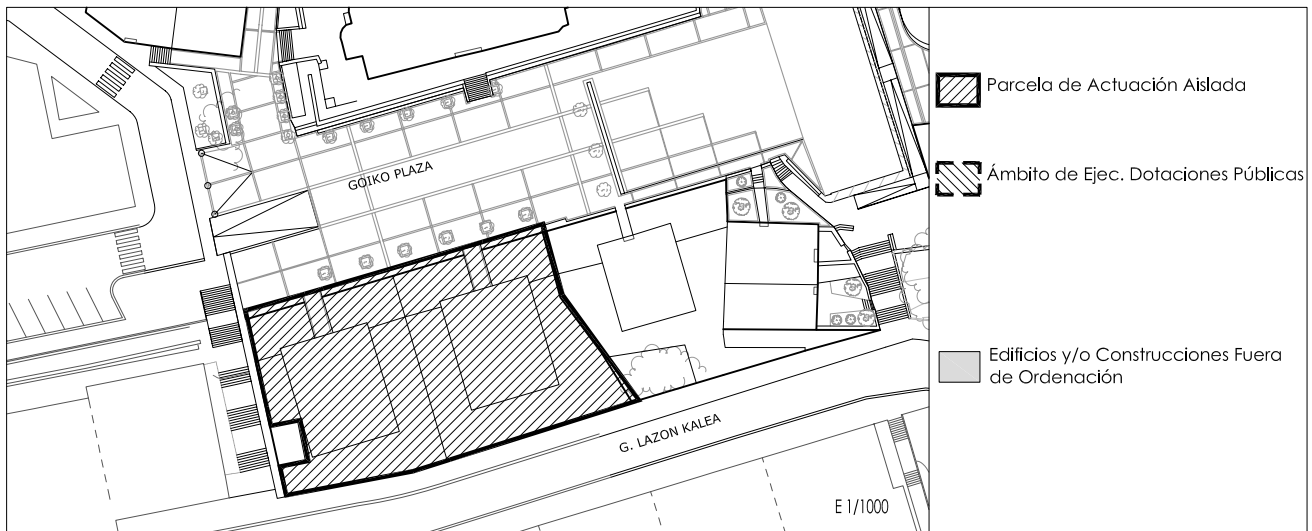 GOIKO PLAZA
G. LAZON KALEA
E 1/1000
Parcela de Actuación Aislada
Ámbito de Ejec. Dotaciones Públicas
Edificios y/o Construcciones Fuera
de Ordenación